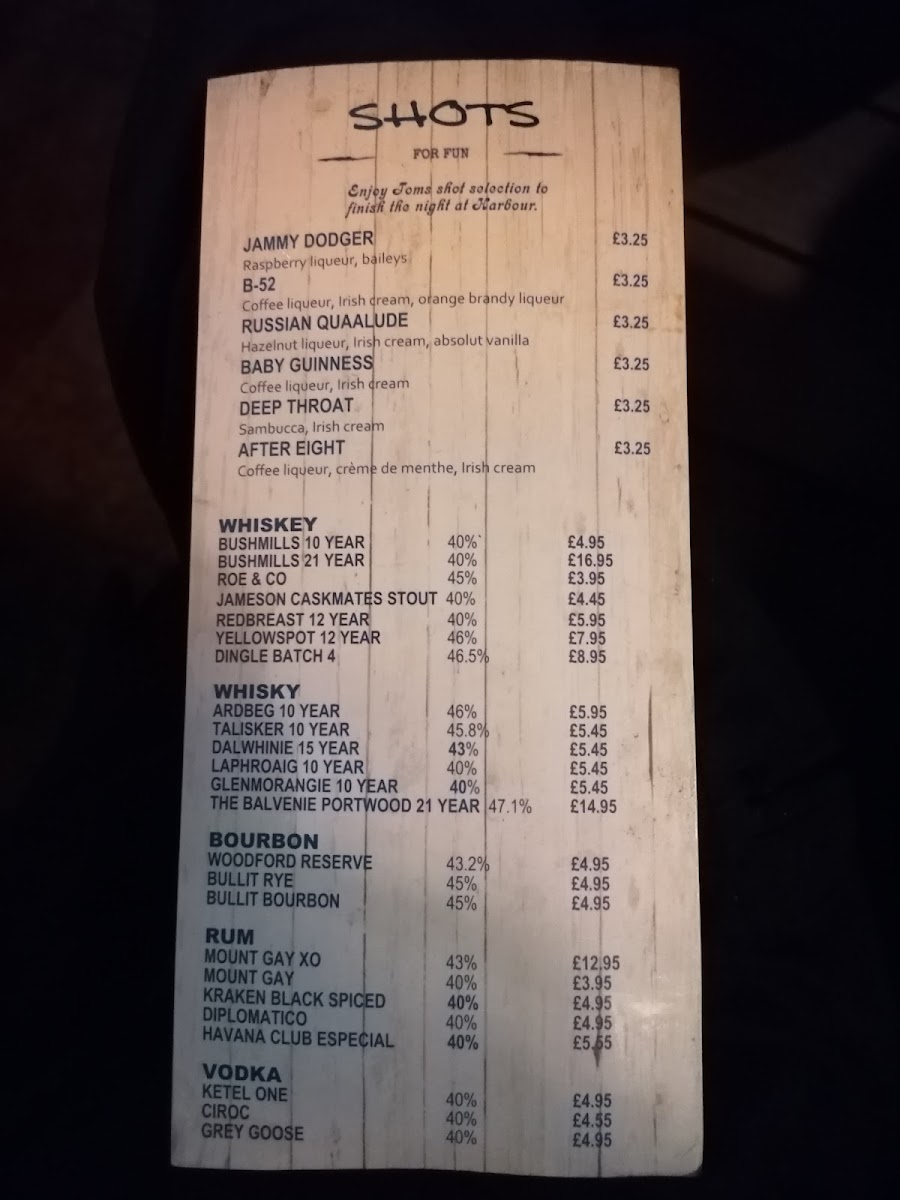 SHOTS
FOR FUN
Enjoy Toms shot selection to
finish the night at Harbour.
JAMMY DODGER £3.25
Raspberry liqueur, baileys
B-52 £3.25
Coffee liqueur, Irish cream, orange brandy liqueur
RUSSIAN QUAALUDE £3.25
Hazelnut liqueur, Irish cream, absolut vanilla
BABY GUINNESS £3.25
Coffee liqueur, Irish cream
DEEP THROAT £3.25
Sambucca, Irish cream
AFTER EIGHT £3.25
Coffee liqueur, crème de menthe, Irish cream
WHISKEY
BUSHMILLS 10 YEAR 40% £4.95
BUSHMILLS 21 YEAR 40% £16.95
ROE & CO 45% £3.95
JAMESON CASKMATES STOUT 40% £4.45
REDBREAST 12 YEAR 40% £5.95
YELLOWSPOT 12 YEAR 46% £7.95
DINGLE BATCH 4 46.5% £8.95
WHISKY
ARDBEG 10 YEAR 46% £5.95
TALISKER 10 YEAR 45.8% £5.45
DALWHINIE 15 YEAR 43% £5.45
LAPHROAIG 10 YEAR 40% £5.45
GLENMORANGIE 10 YEAR 40% £5.45
THE BALVENIE PORTWOOD 21 YEAR 47.1% £14.95
BOURBON
WOODFORD RESERVE 43.2% £4.95
BULLIT RYE 45% £4.95
BULLIT BOURBON 45% £4.95
RUM
MOUNT GAY XO 43% £12.95
MOUNT GAY 40% £3.95
KRAKEN BLACK SPICED 40% £4.95
DIPLOMATICO 40% £4.95
HAVANA CLUB ESPECIAL 40% £5.55
VODKA
KETEL ONE 40% £4.95
CIROC 40% £4.55
GREY GOOSE 40% £4.95